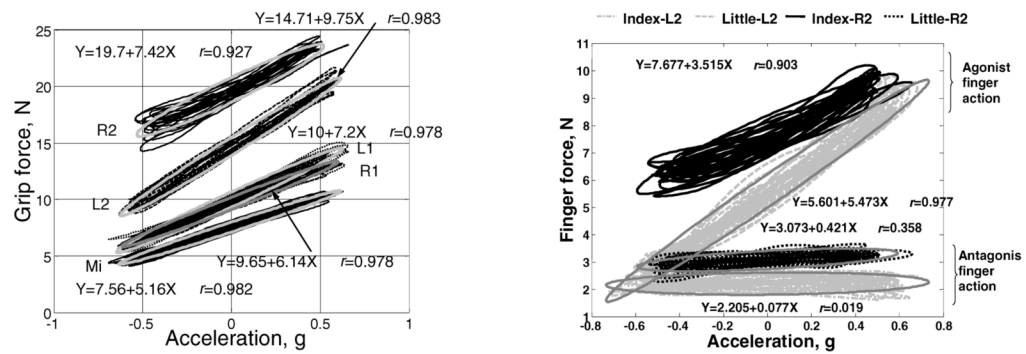 Y=14.71+9.75X r=0.983
25
Y=19.7+7.42X r=0.927
20
R2
Y=10+7.2X r=0.978
15
L1
R1
10
L2
Y=9.65+6.14X r=0.978
5
Mi
Y=7.56+5.16X r=0.982
0
-1 -0.5 0 0.5 1
Grip force, N
Acceleration, g
Index-L2 Little-L2 Index-R2 Little-R2
11
Y=7.677+3.515X r=0.903
10
9
8
7
6
5
4
3
2
1
Agonist
finger
action
Y=5.601+5.473X r=0.977
Y=3.073+0.421X r=0.358
Antagonis
finger
action
Y=2.205+0.077X r=0.019
-0.8 -0.6 -0.4 -0.2 0 0.2 0.4 0.6 0.8
Finger force, N
Acceleration, g